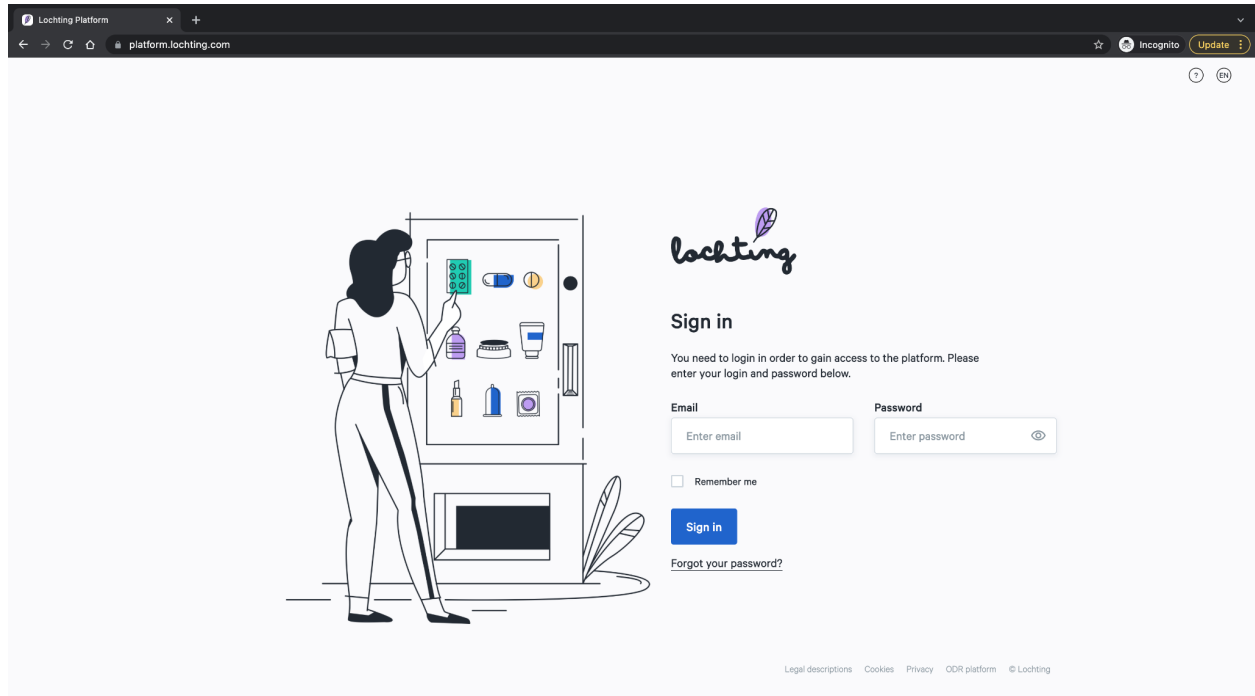 Lochting Platform
platform.lochting.com
Incognito
Update
?
EN
lochting
Sign in
You need to login in order to gain access to the platform. Please
enter your login and password below.
Email Password
Enter email Enter password
Remember me
Sign in
Forgot your password?
Legal descriptions Cookies Privacy ODR platform © Lochting